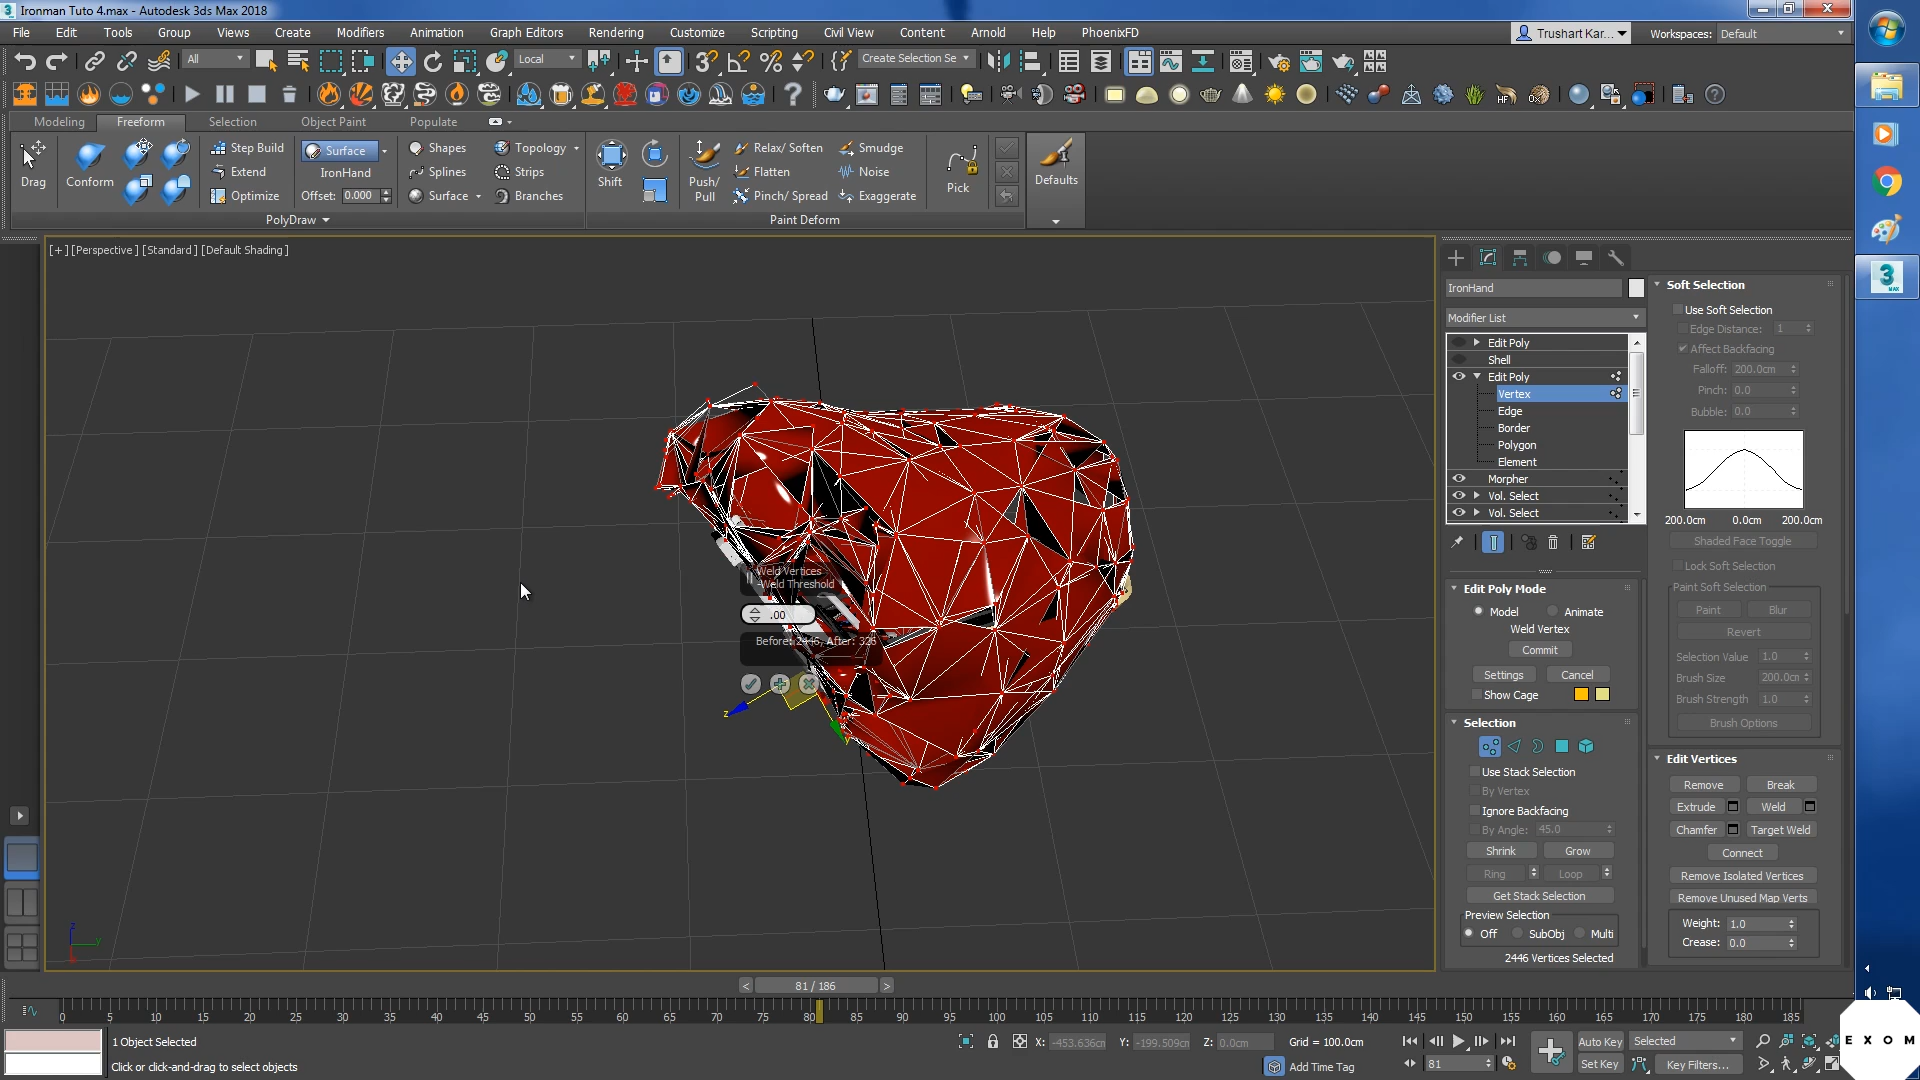 Ironman Tuto 4.max - Autodesk 3ds Max 2018
File Edit Tools Group Views Create Modifiers Animation Graph Editors Rendering Customize Scripting Civil View Content Arnold Help PhoenixFD
Trushart Kar... Workspaces: Default
All Local Create Selection Se
Modeling Freeform Selection Object Paint Populate
Drag Conform Step Build Extend Optimize Surface IronHand Offset: 0.000 Shapes Splines Surface Topology Strips Branches
Shift Push/ Pull Relax/ Soften Flatten Pinch/ Spread Smudge Noise Exaggerate Pick Defaults
PolyDraw Paint Deform
[+] [Perspective] [Standard] [Default Shading]
Weld Vertices
-Weld Threshold
.00
z
y
IronHand
Modifier List
Edit Poly
Shell
Edit Poly
Vertex
Edge
Border
Polygon
Element
Morpher
Vol. Select
Vol. Select
Edit Poly Mode
Model Animate
Weld Vertex
Commit
Settings Cancel
Show Cage
Selection
Use Stack Selection
By Vertex
Ignore Backfacing
By Angle: 45.0
Shrink Grow
Ring Loop
Get Stack Selection
Preview Selection
Off SubObj Multi
2446 Vertices Selected
Soft Selection
Use Soft Selection
Edge Distance: 1
Affect Backfacing
Falloff: 200.0cm
Pinch: 0.0
Bubble: 0.0
200.0cm 0.0cm 200.0cm
Shaded Face Toggle
Lock Soft Selection
Paint Soft Selection
Paint Blur
Revert
Selection Value 1.0
Brush Size 200.0cm
Brush Strength 1.0
Brush Options
Edit Vertices
Remove Break
Extrude Weld
Chamfer Target Weld
Connect
Remove Isolated Vertices
Remove Unused Map Verts
Weight: 1.0
Crease: 0.0
< 81 / 186 >
0 5 10 15 20 25 30 35 40 45 50 55 60 65 70 75 80 85 90 95 100 105 110 115 120 125 130 135 140 145 150 155 160 165 170 175 180 185
1 Object Selected
Click or click-and-drag to select objects
X: -453.636cm Y: -199.509cm Z: 0.0cm Grid = 100.0cm
Add Time Tag
81
Auto Key Selected
Set Key Key Filters...
3 MAX
E X O M